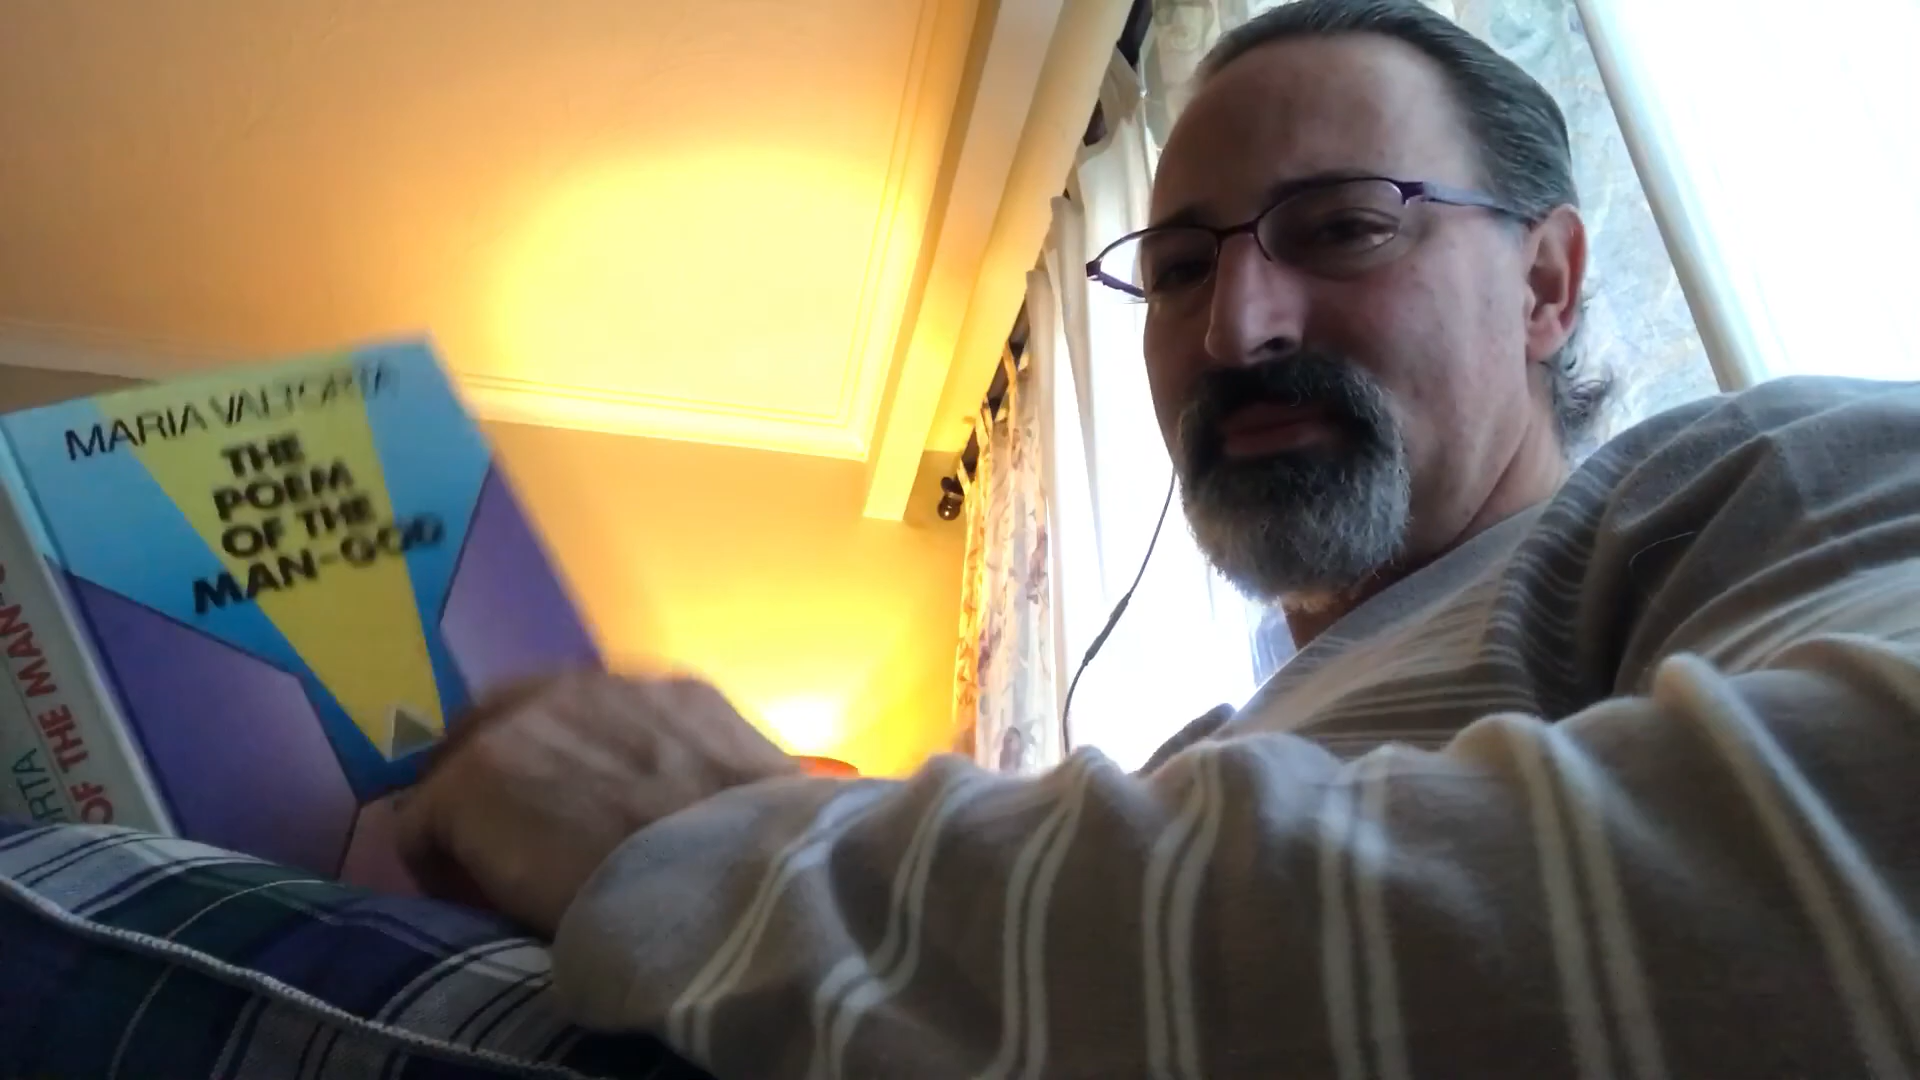 MARIA VALTORTA
THE
POEM
OF THE
MAN-GOD
RTA
OF THE MAN-